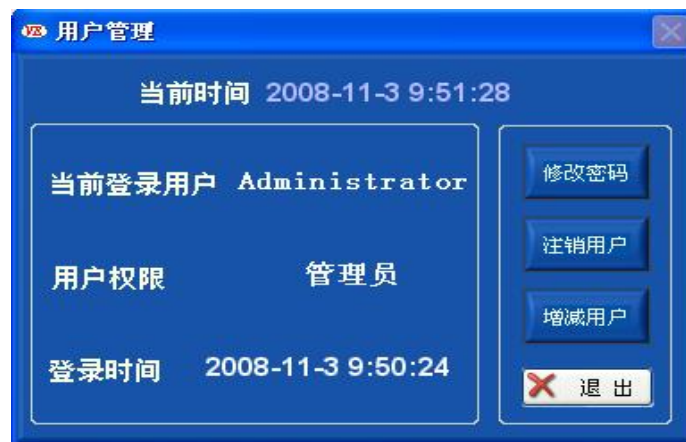 VB 用户管理
当前时间 2008-11-3 9:51:28
当前登录用户 Administrator
用户权限 管理员
登录时间 2008-11-3 9:50:24
修改密码
注销用户
增减用户
退出